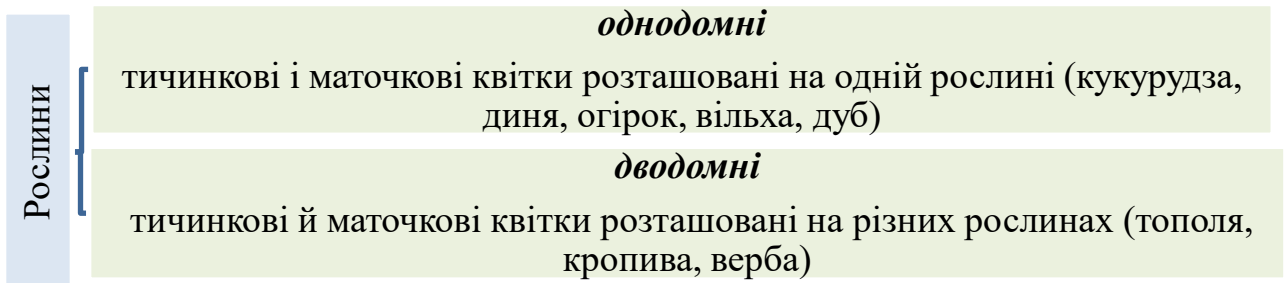 Рослини
однодомні
тичинкові і маточкові квітки розташовані на одній рослині (кукурудза,
диня, огірок, вільха, дуб)
дводомні
тичинкові й маточкові квітки розташовані на різних рослинах (тополя,
кропива, верба)